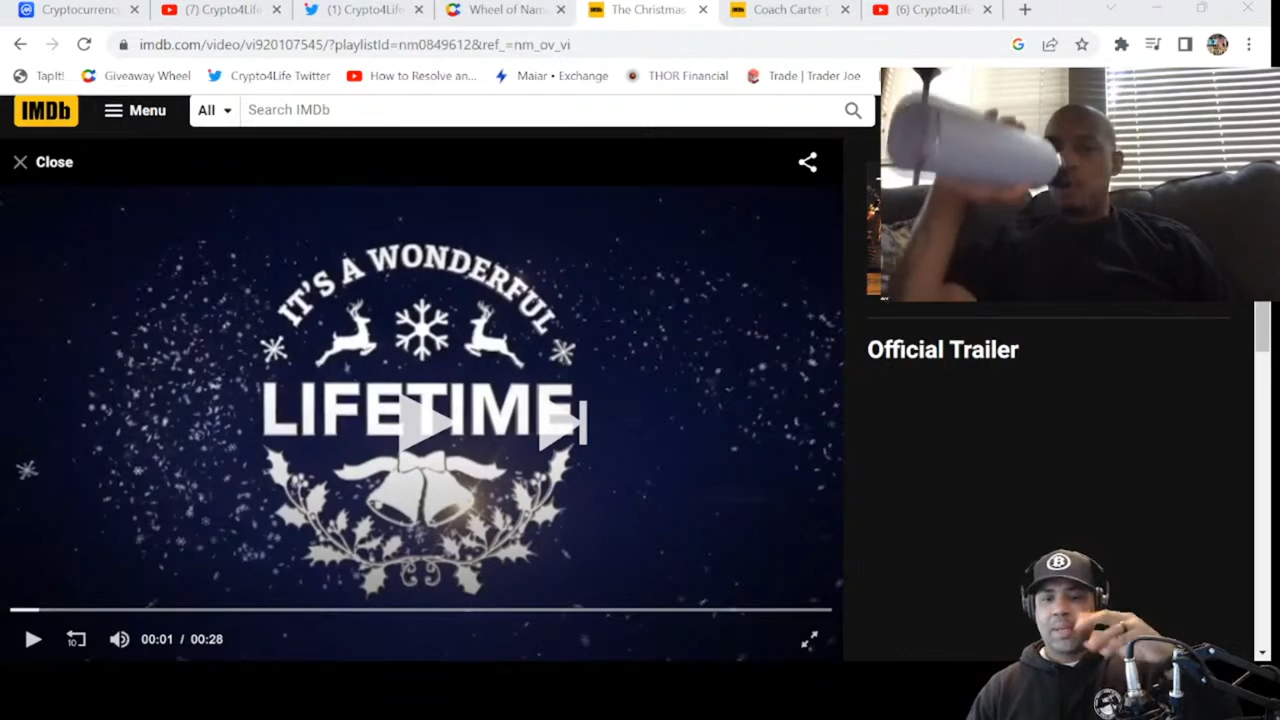 Cryptocurrency
(7) Crypto4Life
(1) Crypto4Life
Wheel of Nam
The Christmas
Coach Carter (
(6) Crypto4Life
imdb.com/video/vi920107545/?playlistId=nm0849612&ref_=nm_ov_vi
TapIt!
Giveaway Wheel
Crypto4Life Twitter
How to Resolve an...
Maiar • Exchange
THOR Financial
Trade | Trader Joe
IMDb
Menu
All
Search IMDb
Close
IT'S A WONDERFUL
LIFETIME
Official Trailer
10
00:01 / 00:28